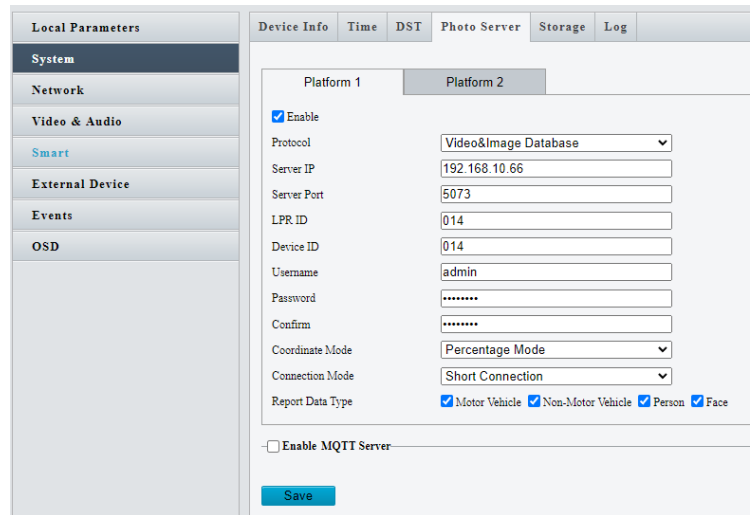 Local Parameters
System
Network
Video & Audio
Smart
External Device
Events
OSD
Device Info Time DST Photo Server Storage Log
Platform 1 Platform 2
Enable
Protocol Video&Image Database
Server IP 192.168.10.66
Server Port 5073
LPR ID 014
Device ID 014
Username admin
Password ••••••••
Confirm ••••••••
Coordinate Mode Percentage Mode
Connection Mode Short Connection
Report Data Type Motor Vehicle Non-Motor Vehicle Person Face
Enable MQTT Server
Save